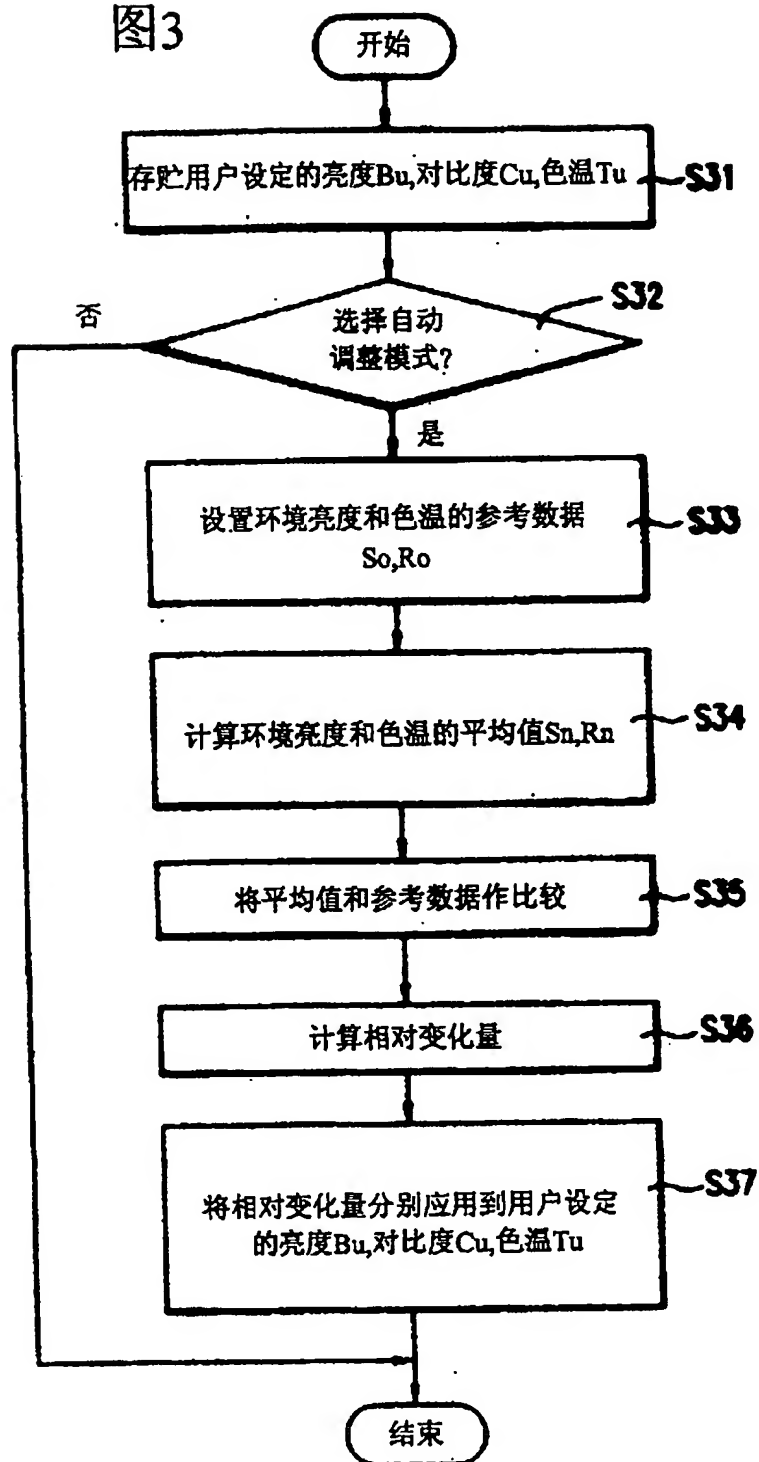 图3
开始
存贮用户设定的亮度Bu,对比度Cu,色温Tu
S31
选择自动
调整模式?
S32
否
是
设置环境亮度和色温的参考数据
So,Ro
S33
计算环境亮度和色温的平均值Sn,Rn
S34
将平均值和参考数据作比较
S35
计算相对变化量
S36
将相对变化量分别应用到用户设定
的亮度Bu,对比度Cu,色温Tu
S37
结束